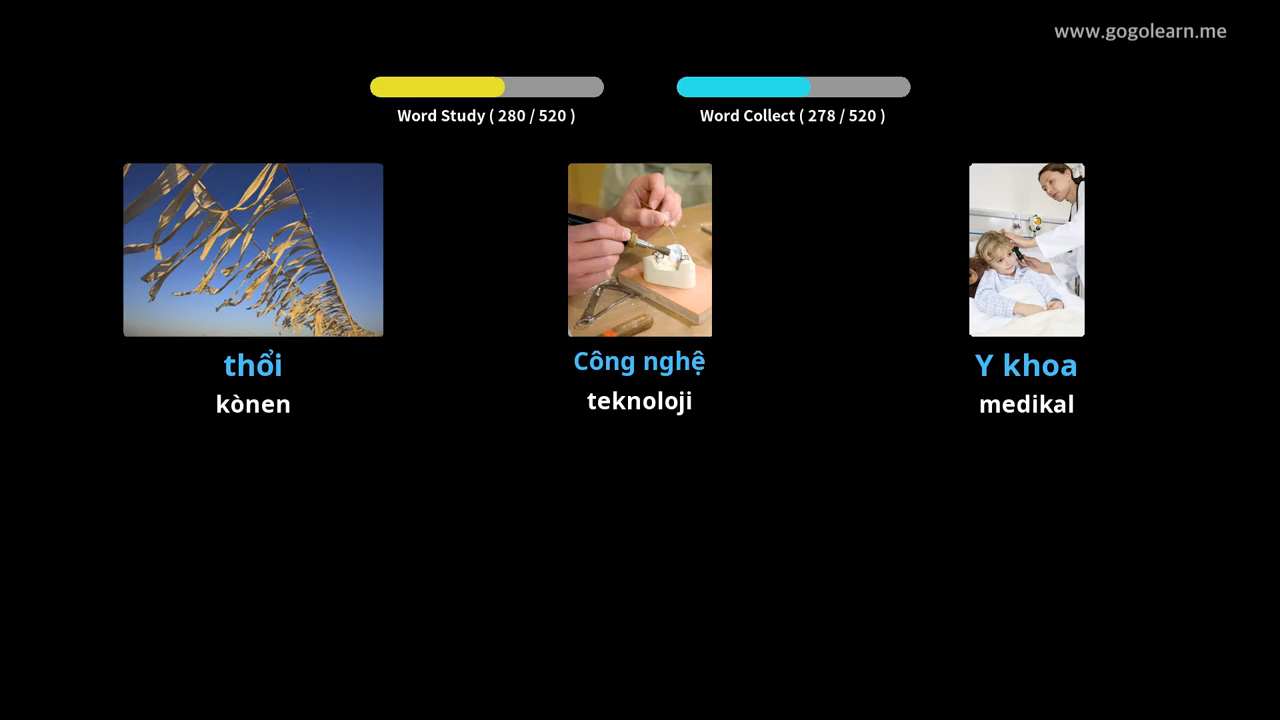 www.gogolearn.me
Word Study ( 280 / 520 )
Word Collect ( 278 / 520 )
thổi
Công nghệ
Y khoa
kònen
teknoloji
medikal